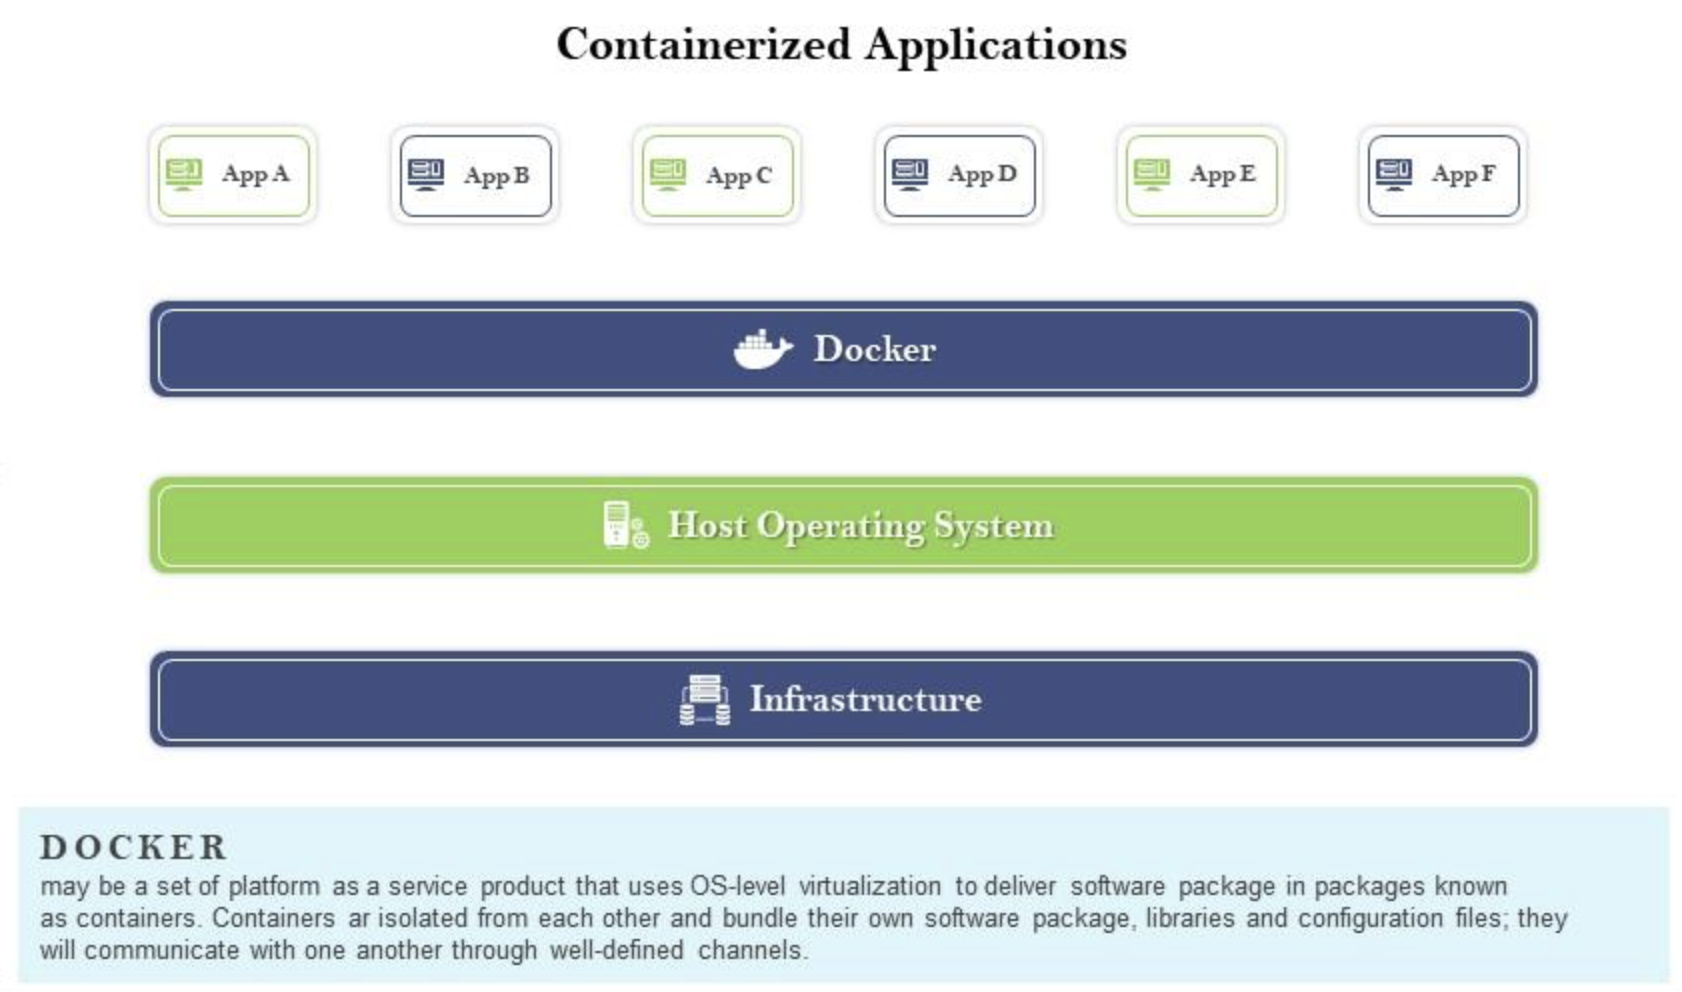 Containerized Applications
App A
App B
App C
App D
App E
App F
Docker
Host Operating System
Infrastructure
DOCKER
may be a set of platform as a service product that uses OS-level virtualization to deliver software package in packages known
as containers. Containers ar isolated from each other and bundle their own software package, libraries and configuration files; they
will communicate with one another through well-defined channels.